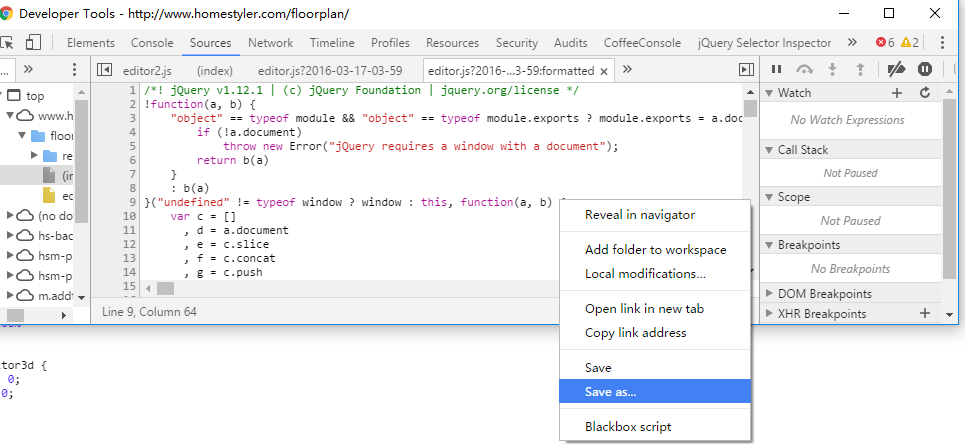 Developer Tools - http://www.homestyler.com/floorplan/
Elements Console Sources Network Timeline Profiles Resources Security Audits CoffeeConsole jQuery Selector Inspector » 6 2
... » editor2.js (index) editor.js?2016-03-17-03-59 editor.js?2016-...3-59:formatted × »
top
www.h
floor
re
(in
ed
(no do
hs-bac
hsm-p
hsm-p
m.addt
1 /*! jQuery v1.12.1 | (c) jQuery Foundation | jquery.org/license */
2 !function(a, b) {
3 "object" == typeof module && "object" == typeof module.exports ? module.exports = a.doc
4 if (!a.document)
5 throw new Error("jQuery requires a window with a document");
6 return b(a)
7 }
8 : b(a)
9 }("undefined" != typeof window ? window : this, function(a, b) {
10 var c = []
11 , d = a.document
12 , e = c.slice
13 , f = c.concat
14 , g = c.push
15
Line 9, Column 64
Watch
No Watch Expressions
Call Stack
Not Paused
Scope
Not Paused
Breakpoints
No Breakpoints
DOM Breakpoints
XHR Breakpoints
Reveal in navigator
Add folder to workspace
Local modifications...
Open link in new tab
Copy link address
Save
Save as...
Blackbox script
tor3d {
0;
0;